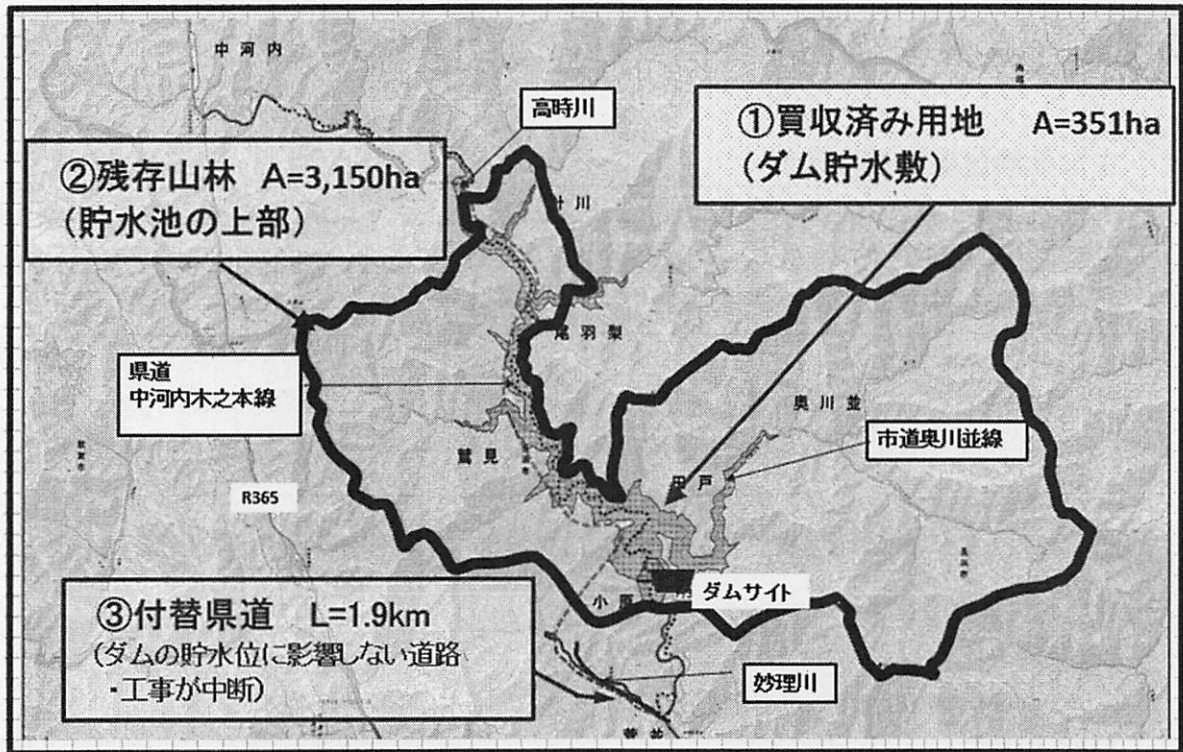 中河内
高時川
①買収済み用地 A=351ha
(ダム貯水敷)
②残存山林 A=3,150ha
(貯水池の上部)
針川
尾羽梨
県道
中河内木之本線
奥川並
市道奥川並線
鷲見
田戸
R365
③付替県道 L=1.9km
(ダムの貯水位に影響しない道路
・工事が中断)
小原
ダムサイト
妙理川
菅並